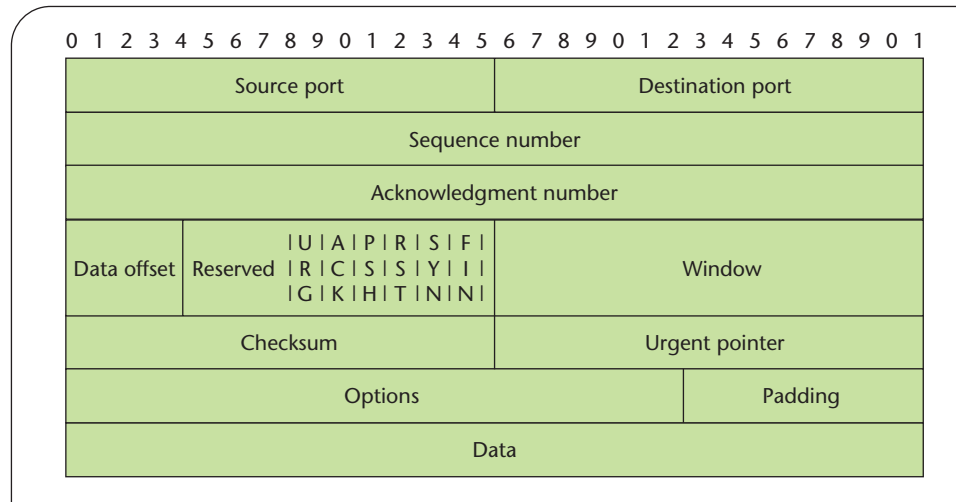 0 1 2 3 4 5 6 7 8 9 0 1 2 3 4 5 6 7 8 9 0 1 2 3 4 5 6 7 8 9 0 1
Source port Destination port
Sequence number
Acknowledgment number
|U|A|P|R|S|F|
Data offset Reserved |R|C|S|S|Y|I| Window
|G|K|H|T|N|N|
Checksum Urgent pointer
Options Padding
Data